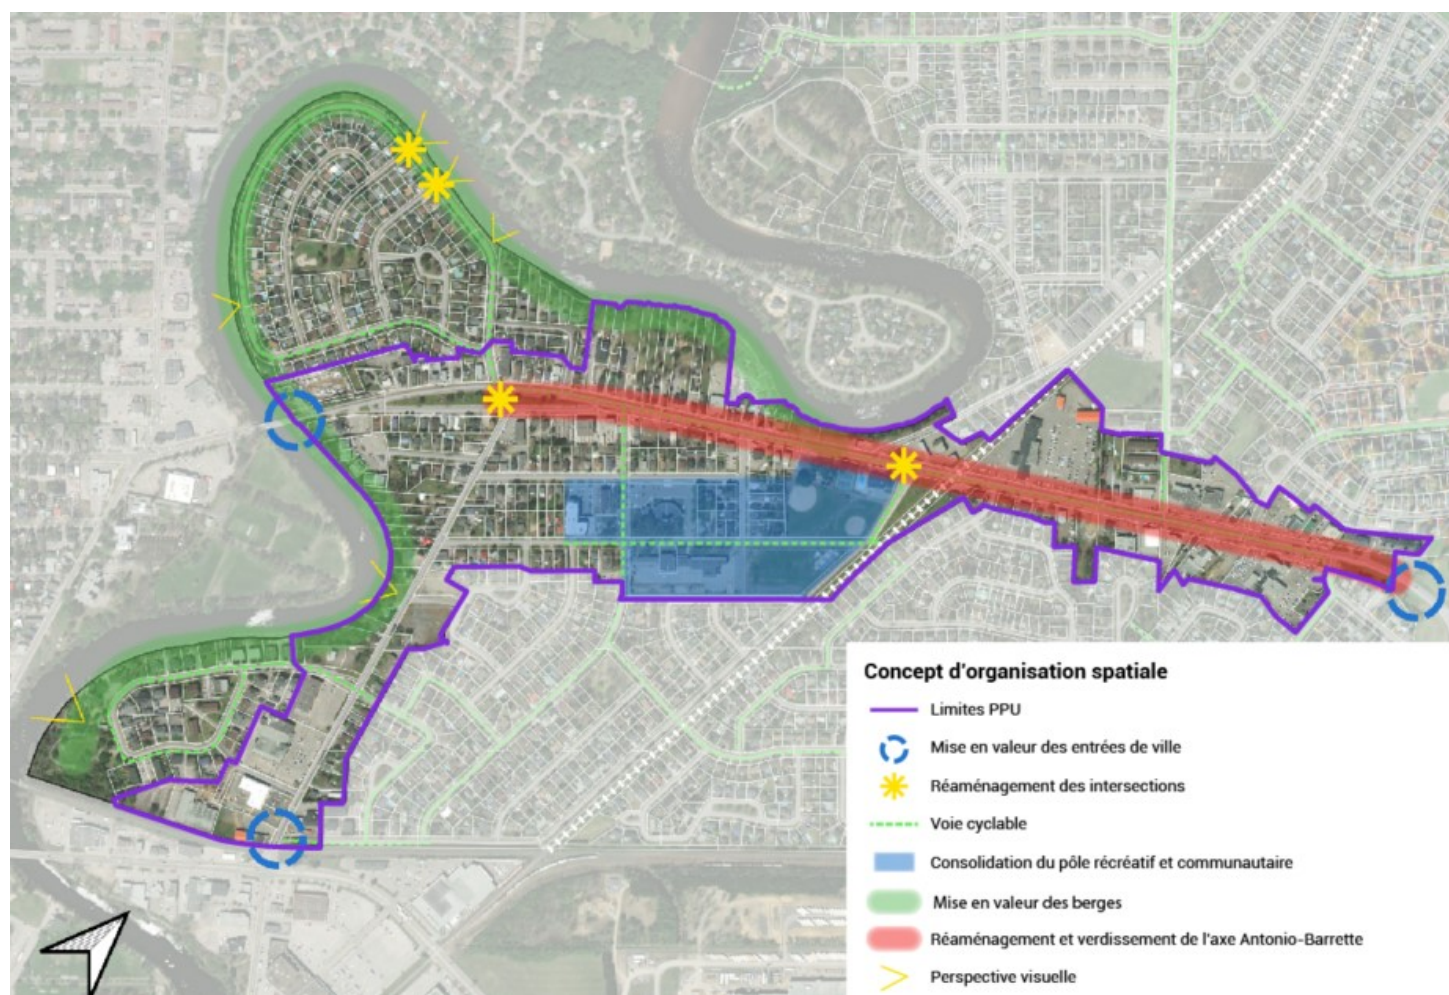 Concept d'organisation spatiale
Limites PPU
Mise en valeur des entrées de ville
Réaménagement des intersections
Voie cyclable
Consolidation du pôle récréatif et communautaire
Mise en valeur des berges
Réaménagement et verdissement de l'axe Antonio-Barrette
Perspective visuelle